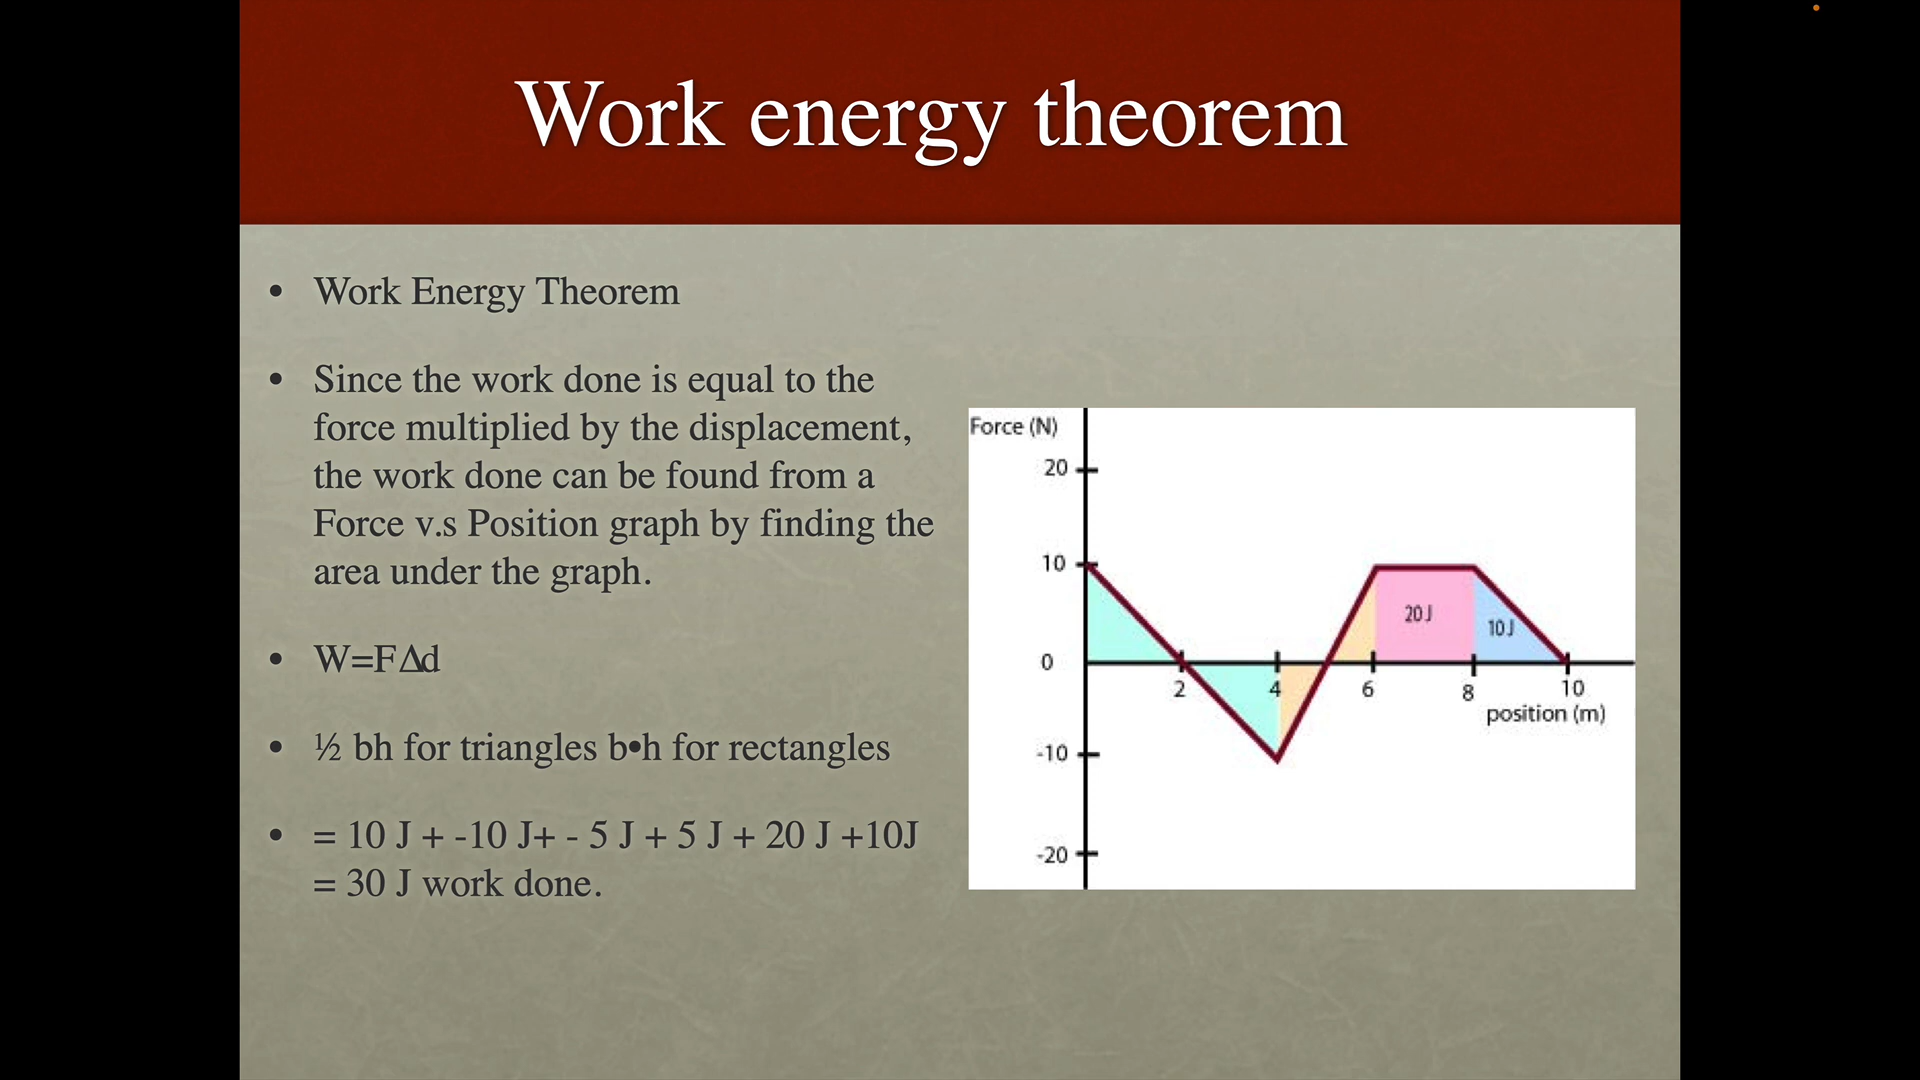 Work energy theorem
• Work Energy Theorem
• Since the work done is equal to the
force multiplied by the displacement,
the work done can be found from a
Force v.s Position graph by finding the
area under the graph.
• W=FΔd
• ½ bh for triangles b•h for rectangles
• = 10 J + -10 J+ - 5 J + 5 J + 20 J +10J
= 30 J work done.
Force (N)
20
10
0
-10
-20
20 J
10 J
2 4 6 8 10
position (m)